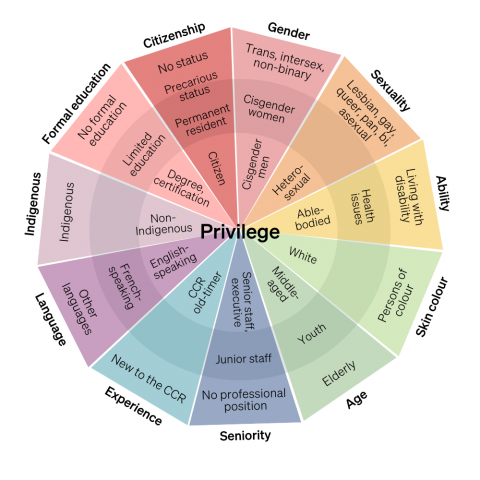 Gender
Trans, intersex,
non-binary
Cisgender
women
Cisgender
men
Sexuality
Lesbian, gay,
queer, pan, bi,
asexual
Hetero-
sexual
Ability
Living with
disability
Health
issues
Able-
bodied
Skin colour
Persons of
colour
White
Age
Elderly
Youth
Middle-
aged
Seniority
No professional
position
Junior staff
Senior staff,
executive
Experience
New to the CCR
CCR
old-timer
Language
Other
languages
French-
speaking
English-
speaking
Indigenous
Indigenous
Non-
Indigenous
Formal education
No formal
education
Limited
education
Degree,
certification
Citizenship
No status
Precarious
status
Permanent
resident
Citizen
Privilege